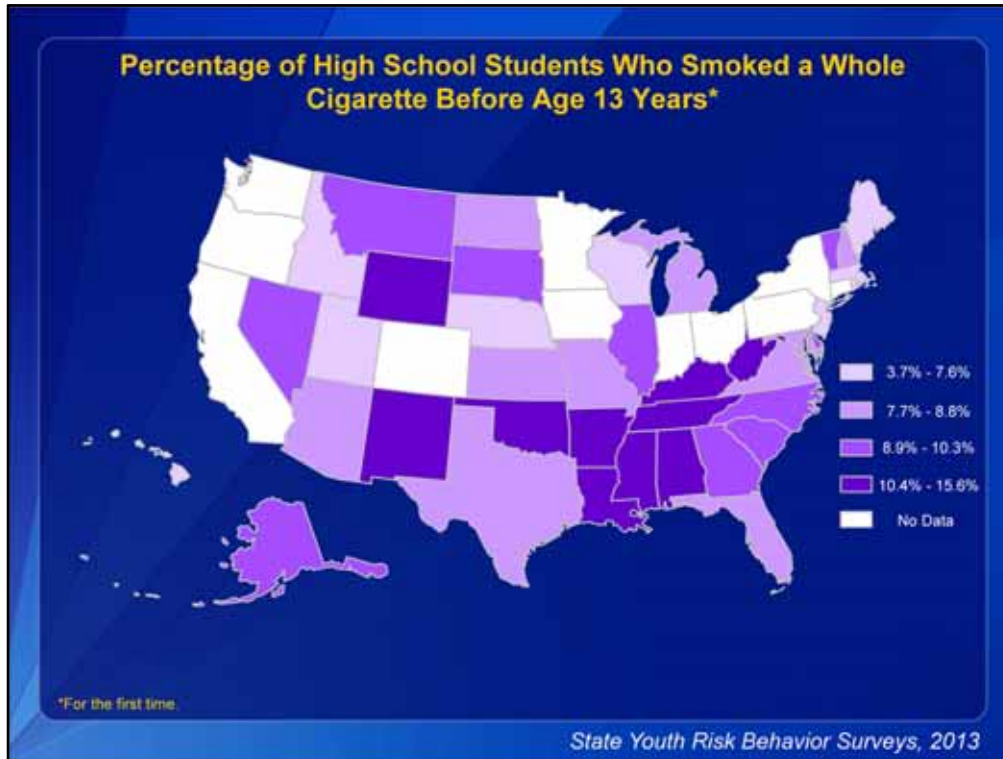 Percentage of High School Students Who Smoked a Whole
Cigarette Before Age 13 Years*
3.7% - 7.6%
7.7% - 8.8%
8.9% - 10.3%
10.4% - 15.6%
No Data
*For the first time.
State Youth Risk Behavior Surveys, 2013